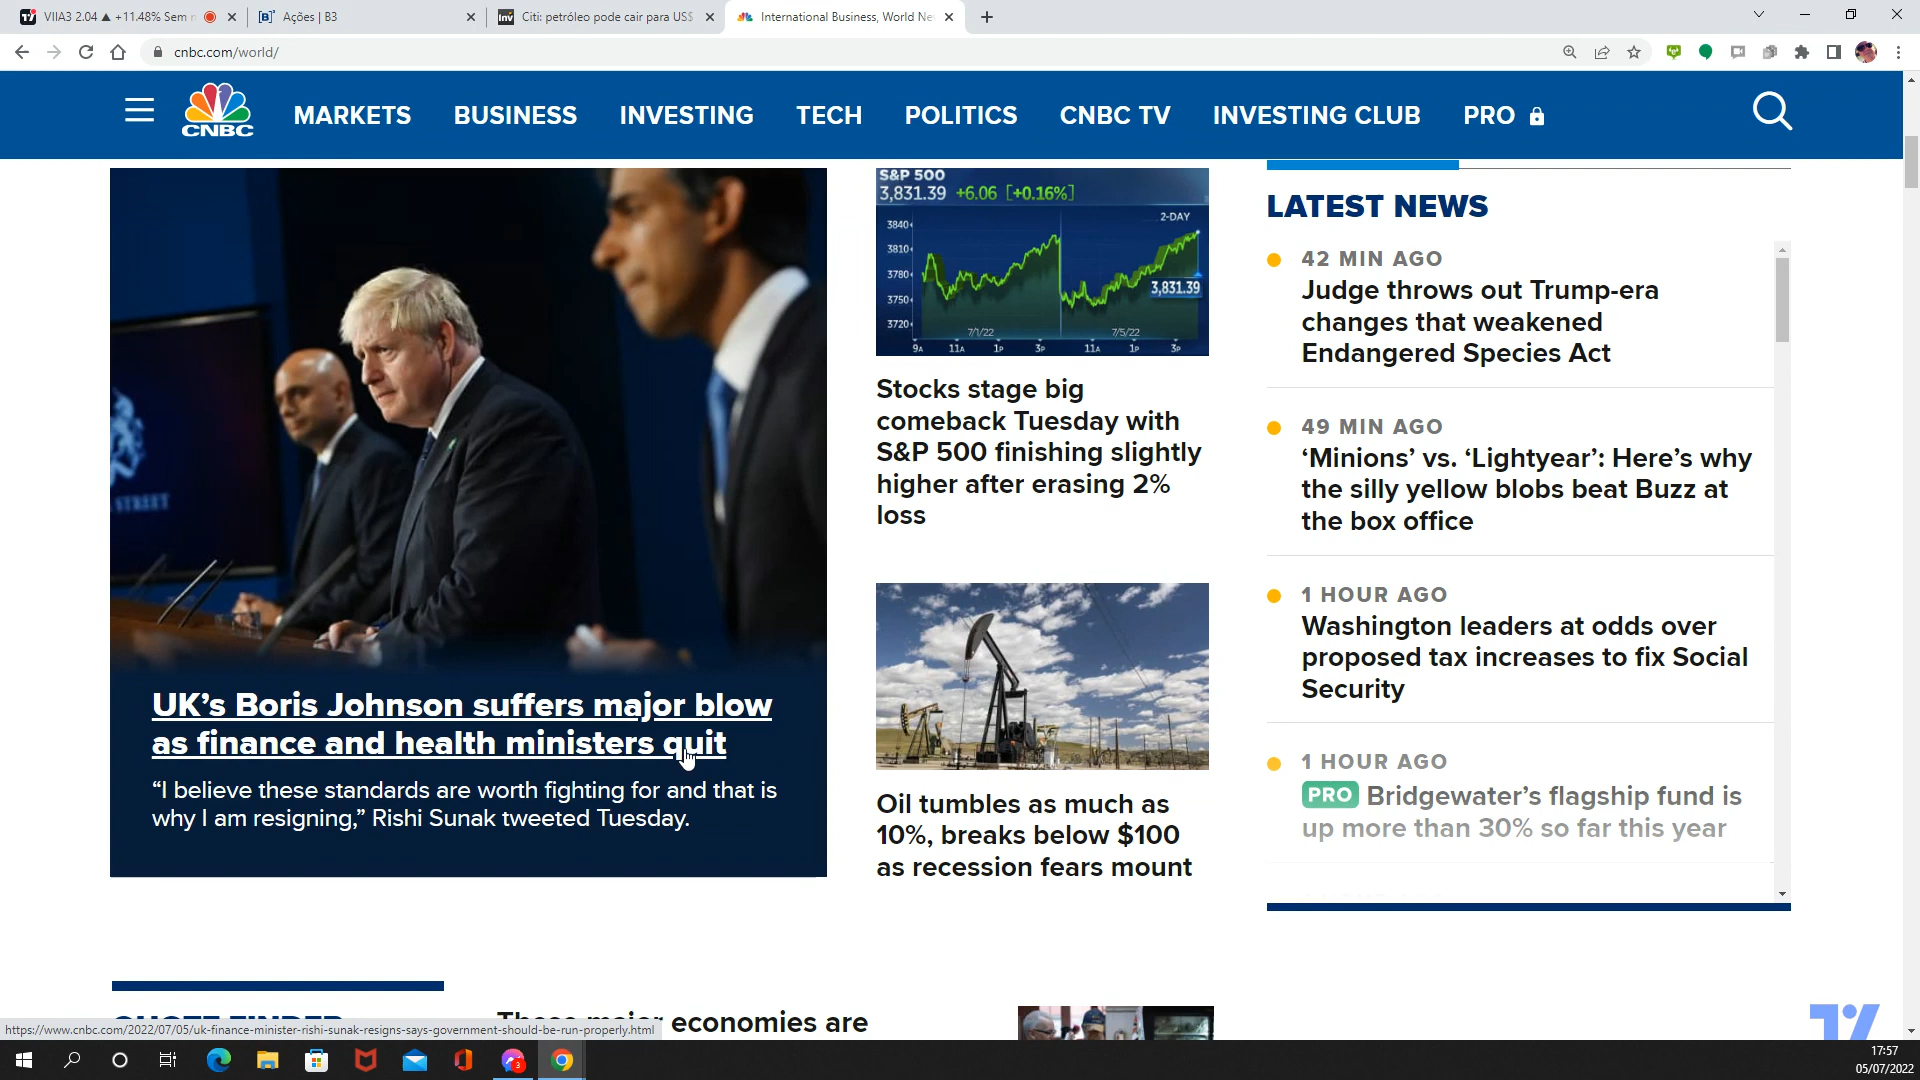 VIIA3 2.04 ▲ +11.48% Sem n
Ações | B3
Citi: petróleo pode cair para US$
International Business, World Ne
cnbc.com/world/
CNBC
MARKETS
BUSINESS
INVESTING
TECH
POLITICS
CNBC TV
INVESTING CLUB
PRO
STREET
UK’s Boris Johnson suffers major blow
as finance and health ministers quit
“I believe these standards are worth fighting for and that is
why I am resigning,” Rishi Sunak tweeted Tuesday.
S&P 500
3,831.39 +6.06 [+0.16%]
2-DAY
3840
3810
3780
3750
3720
3,831.39
7/1/22 7/5/22
9A 11A 1P 3P 11A 1P 3P
Stocks stage big
comeback Tuesday with
S&P 500 finishing slightly
higher after erasing 2%
loss
Oil tumbles as much as
10%, breaks below $100
as recession fears mount
LATEST NEWS
42 MIN AGO
Judge throws out Trump-era
changes that weakened
Endangered Species Act
49 MIN AGO
‘Minions’ vs. ‘Lightyear’: Here’s why
the silly yellow blobs beat Buzz at
the box office
1 HOUR AGO
Washington leaders at odds over
proposed tax increases to fix Social
Security
1 HOUR AGO
PRO Bridgewater’s flagship fund is
up more than 30% so far this year
QUOTE FINDER
These major economies are
https://www.cnbc.com/2022/07/05/uk-finance-minister-rishi-sunak-resigns-says-government-should-be-run-properly.html
3
17:57
05/07/2022